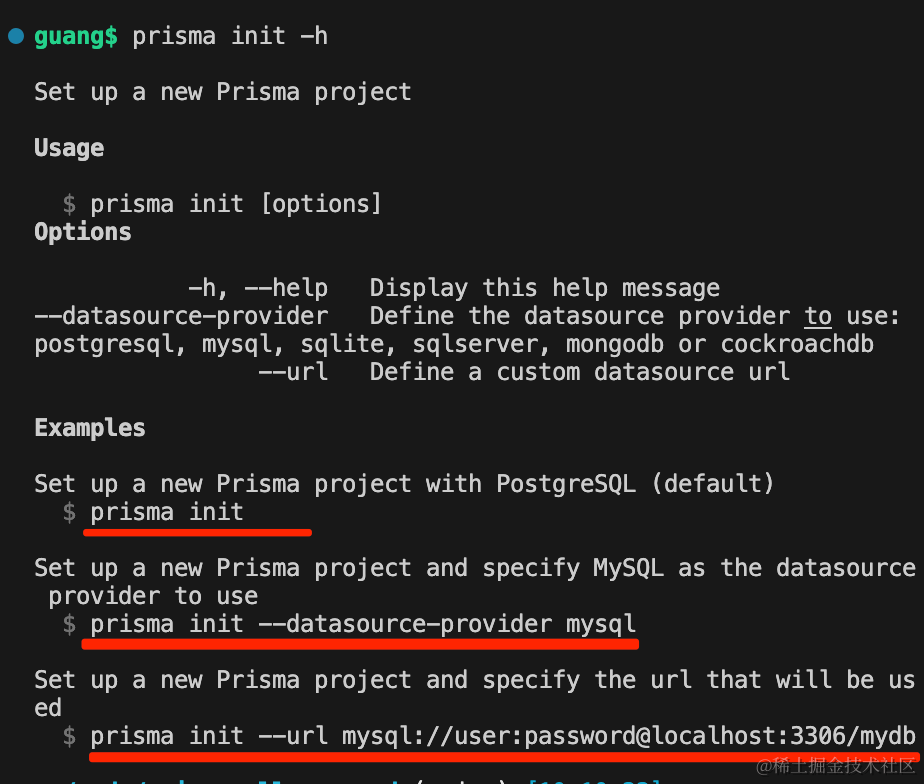 guang$ prisma init -h
Set up a new Prisma project
Usage
$ prisma init [options]
Options
-h, --help Display this help message
--datasource-provider Define the datasource provider to use:
postgresql, mysql, sqlite, sqlserver, mongodb or cockroachdb
--url Define a custom datasource url
Examples
Set up a new Prisma project with PostgreSQL (default)
$ prisma init
Set up a new Prisma project and specify MySQL as the datasource
provider to use
$ prisma init --datasource-provider mysql
Set up a new Prisma project and specify the url that will be us
ed
$ prisma init --url mysql://user:password@localhost:3306/mydb
@稀土掘金技术社区